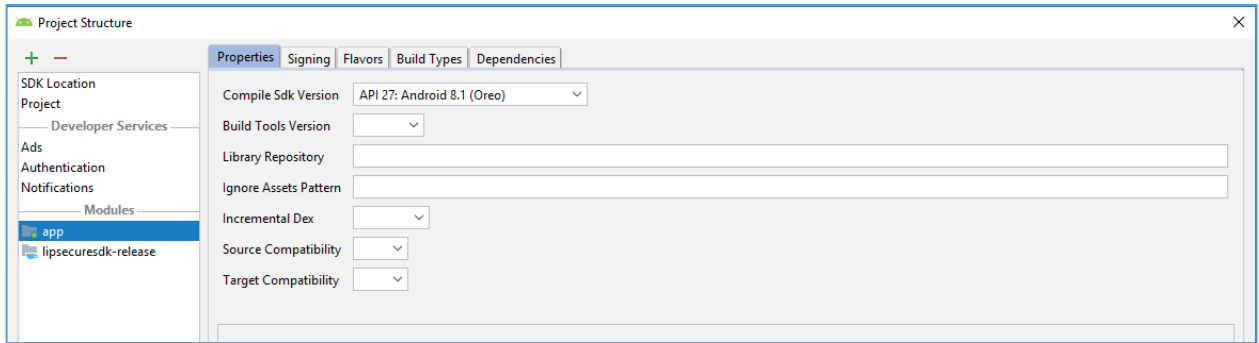 Project Structure
SDK Location
Project
Developer Services
Ads
Authentication
Notifications
Modules
app
lipsecuresdk-release
Properties Signing Flavors Build Types Dependencies
Compile Sdk Version API 27: Android 8.1 (Oreo)
Build Tools Version
Library Repository
Ignore Assets Pattern
Incremental Dex
Source Compatibility
Target Compatibility